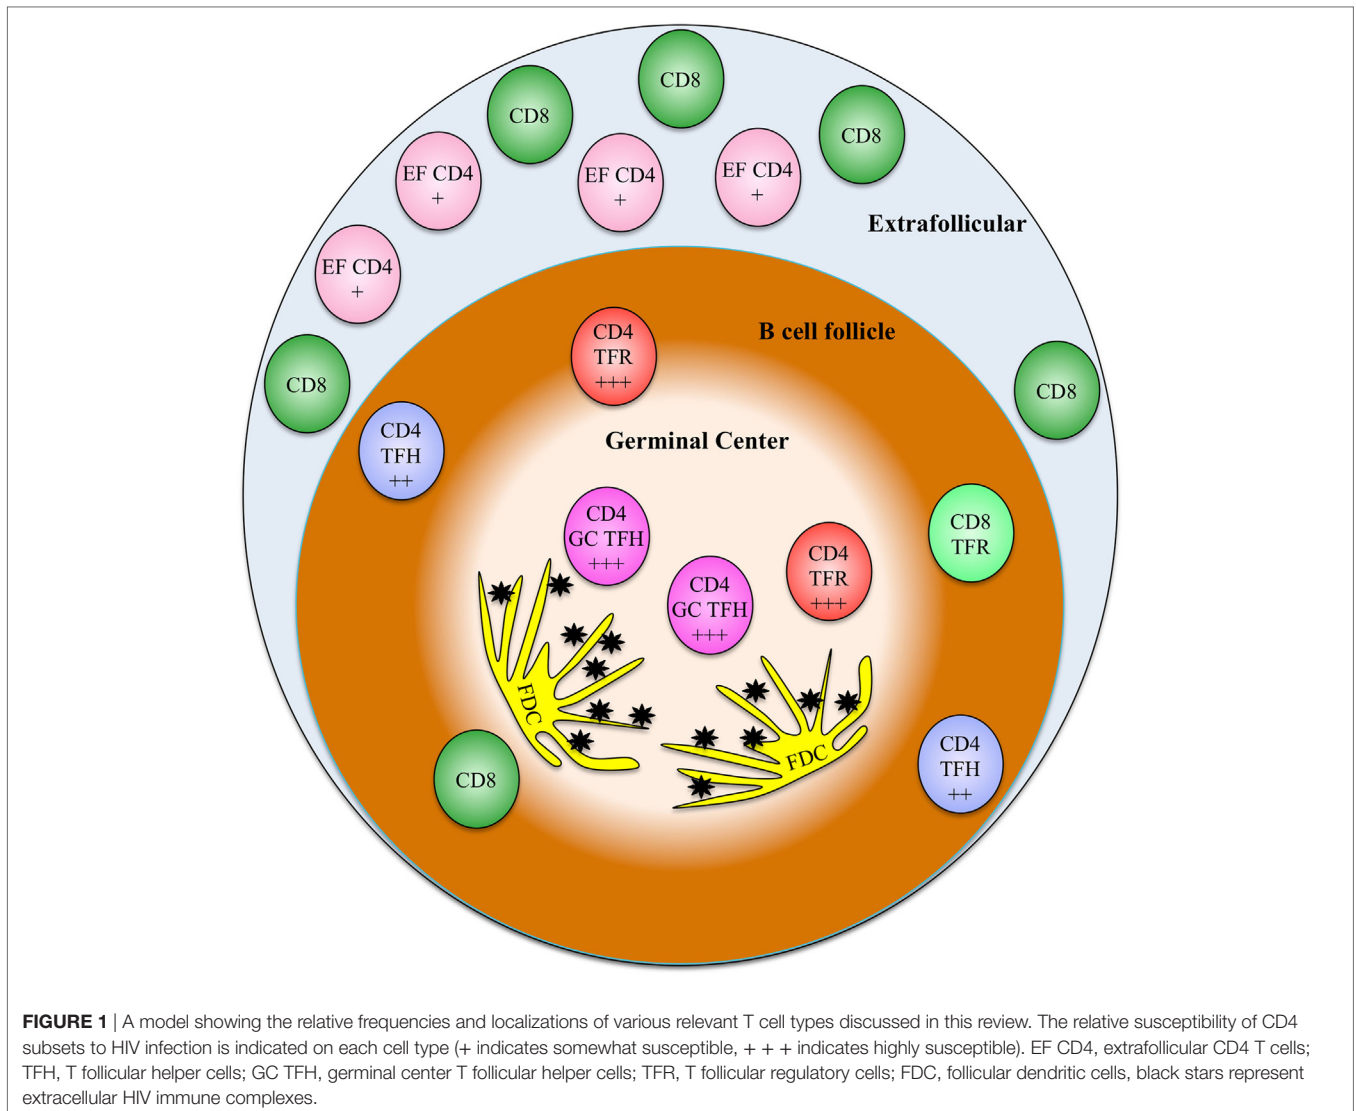 CD8
CD8
CD8
EF CD4
+
EF CD4
+
EF CD4
+
Extrafollicular
EF CD4
+
B cell follicle
CD4
TFR
+++
CD8
CD8
CD4
TFH
++
Germinal Center
CD4
GC TFH
+++
CD8
TFR
CD4
TFR
+++
CD4
GC TFH
+++
FDC
FDC
CD8
CD4
TFH
++
FIGURE 1 | A model showing the relative frequencies and localizations of various relevant T cell types discussed in this review. The relative susceptibility of CD4
subsets to HIV infection is indicated on each cell type (+ indicates somewhat susceptible, + + + indicates highly susceptible). EF CD4, extrafollicular CD4 T cells;
TFH, T follicular helper cells; GC TFH, germinal center T follicular helper cells; TFR, T follicular regulatory cells; FDC, follicular dendritic cells, black stars represent
extracellular HIV immune complexes.